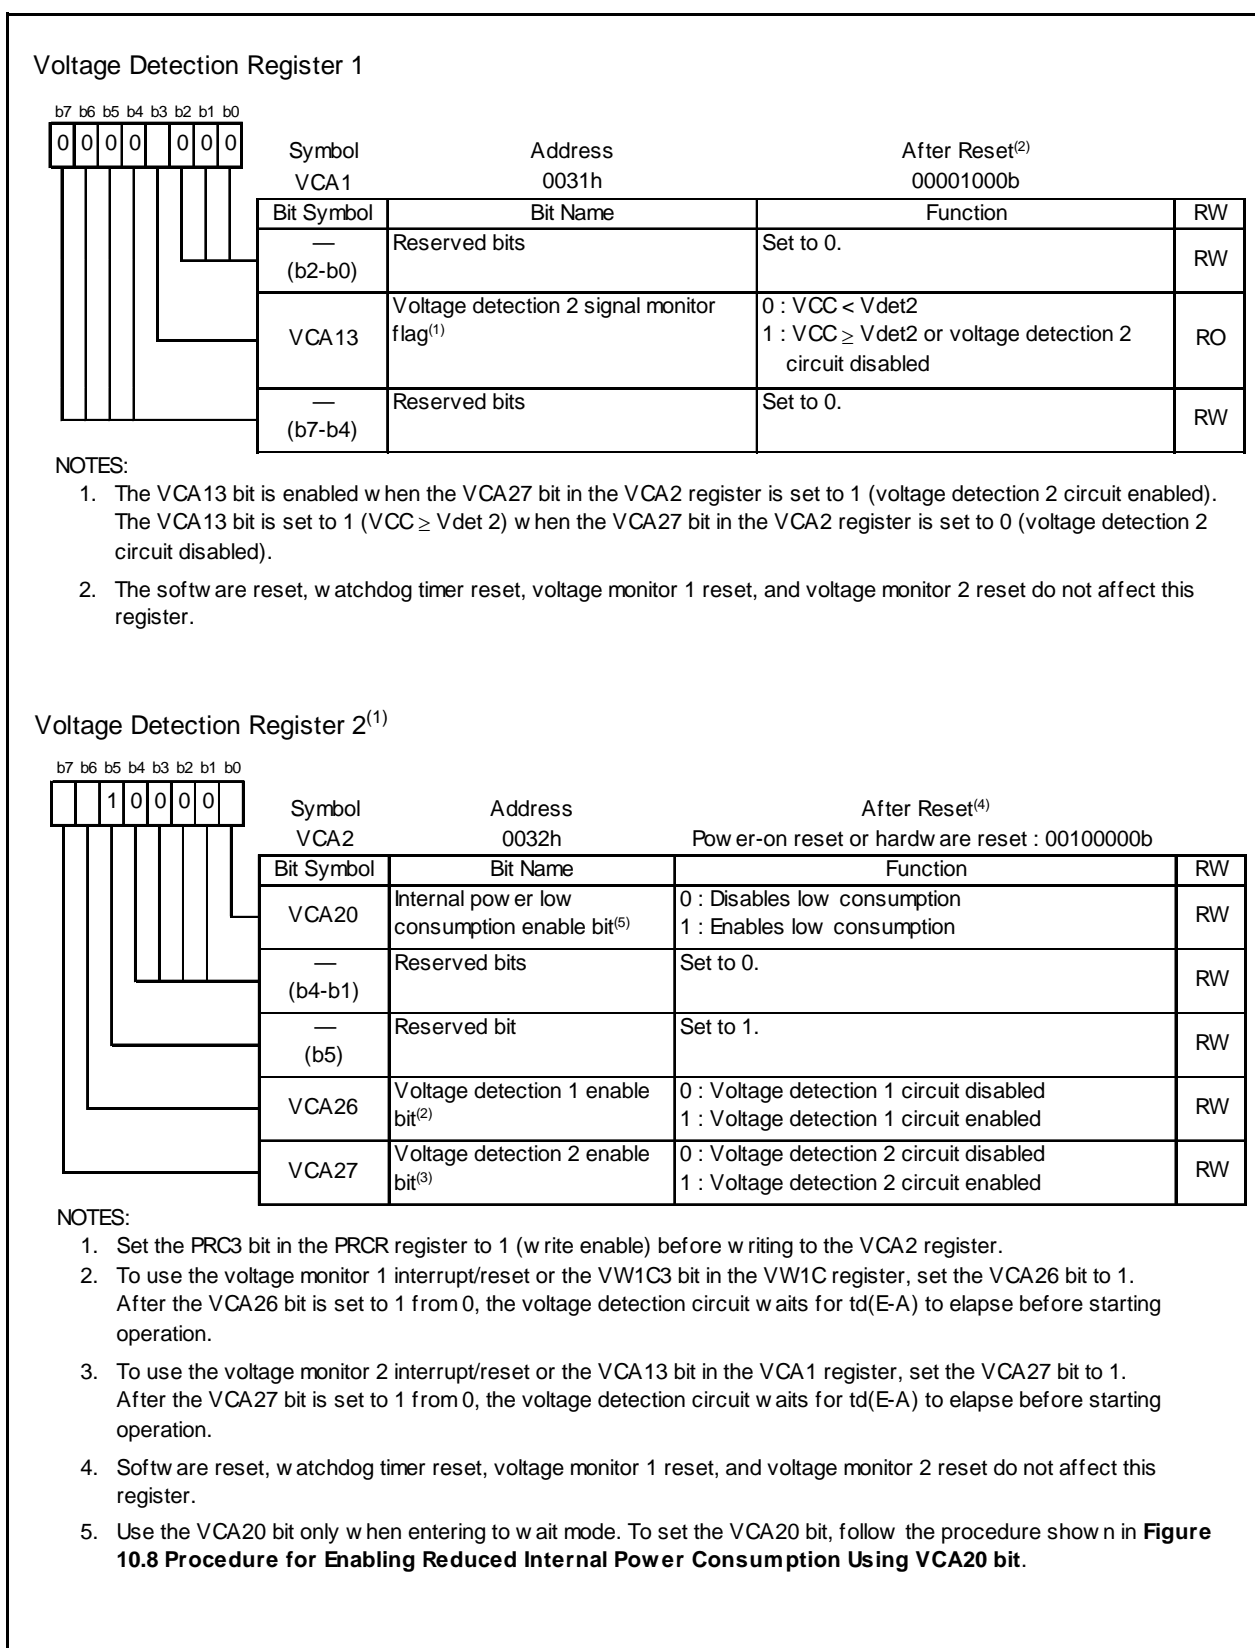 Voltage Detection Register 1
b7 b6 b5 b4 b3 b2 b1 b0
0 0 0 0 0 0 0
Symbol Address After Reset(2)
VCA1 0031h 00001000b
Bit Symbol Bit Name Function RW
— Reserved bits Set to 0.
(b2-b0) RW
Voltage detection 2 signal monitor 0 : VCC < Vdet2
VCA13 flag(1) 1 : VCC ≥ Vdet2 or voltage detection 2 RO
circuit disabled
— Reserved bits Set to 0.
(b7-b4) RW
NOTES:
1. The VCA13 bit is enabled when the VCA27 bit in the VCA2 register is set to 1 (voltage detection 2 circuit enabled).
The VCA13 bit is set to 1 (VCC ≥ Vdet 2) when the VCA27 bit in the VCA2 register is set to 0 (voltage detection 2
circuit disabled).
2. The software reset, watchdog timer reset, voltage monitor 1 reset, and voltage monitor 2 reset do not affect this
register.
Voltage Detection Register 2(1)
b7 b6 b5 b4 b3 b2 b1 b0
1 0 0 0 0
Symbol Address After Reset(4)
VCA2 0032h Power-on reset or hardware reset : 00100000b
Bit Symbol Bit Name Function RW
Internal power low 0 : Disables low consumption
VCA20 consumption enable bit(5) 1 : Enables low consumption RW
— Reserved bits Set to 0.
(b4-b1) RW
— Reserved bit Set to 1.
(b5) RW
Voltage detection 1 enable 0 : Voltage detection 1 circuit disabled
VCA26 bit(2) 1 : Voltage detection 1 circuit enabled RW
Voltage detection 2 enable 0 : Voltage detection 2 circuit disabled
VCA27 bit(3) 1 : Voltage detection 2 circuit enabled RW
NOTES:
1. Set the PRC3 bit in the PRCR register to 1 (write enable) before writing to the VCA2 register.
2. To use the voltage monitor 1 interrupt/reset or the VW1C3 bit in the VW1C register, set the VCA26 bit to 1.
After the VCA26 bit is set to 1 from 0, the voltage detection circuit waits for td(E-A) to elapse before starting
operation.
3. To use the voltage monitor 2 interrupt/reset or the VCA13 bit in the VCA1 register, set the VCA27 bit to 1.
After the VCA27 bit is set to 1 from 0, the voltage detection circuit waits for td(E-A) to elapse before starting
operation.
4. Software reset, watchdog timer reset, voltage monitor 1 reset, and voltage monitor 2 reset do not affect this
register.
5. Use the VCA20 bit only when entering to wait mode. To set the VCA20 bit, follow the procedure shown in Figure
10.8 Procedure for Enabling Reduced Internal Power Consumption Using VCA20 bit.